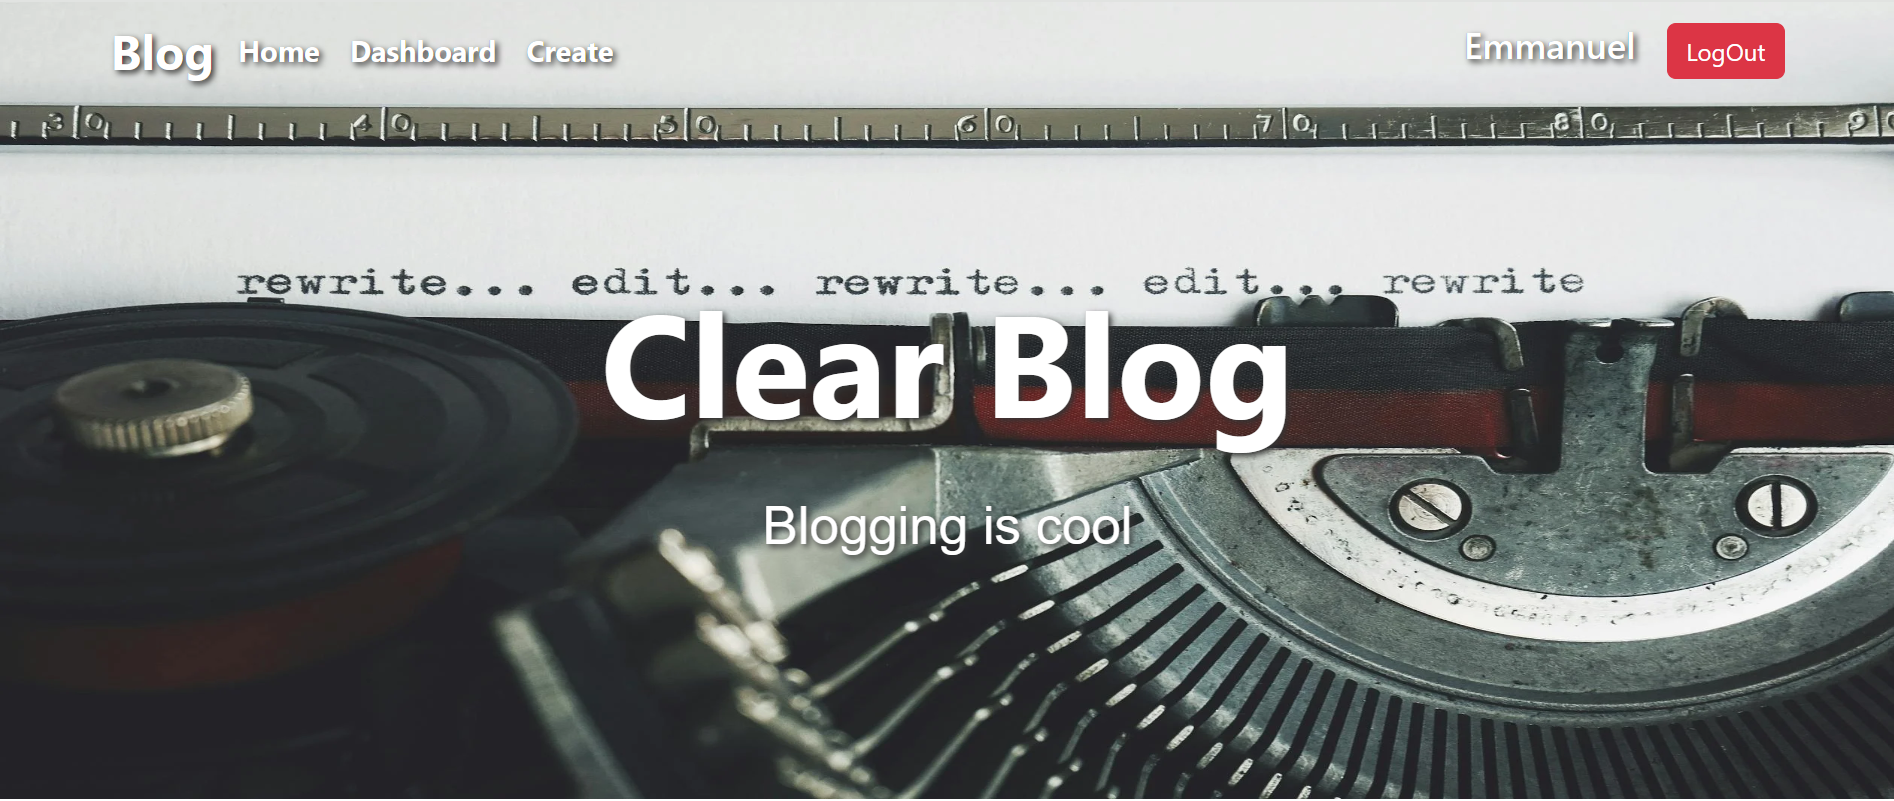 Blog Home Dashboard Create Emmanuel LogOut
30 40 50 60 70 80 90
rewrite... edit... rewrite... edit... rewrite
Clear Blog
Blogging is cool